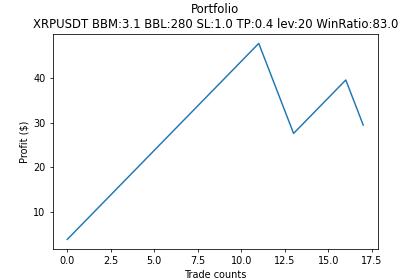 Portfolio
XRPUSDT BBM:3.1 BBL:280 SL:1.0 TP:0.4 lev:20 WinRatio:83.0
40
30
20
10
Profit ($)
0.0 2.5 5.0 7.5 10.0 12.5 15.0 17.5
Trade counts